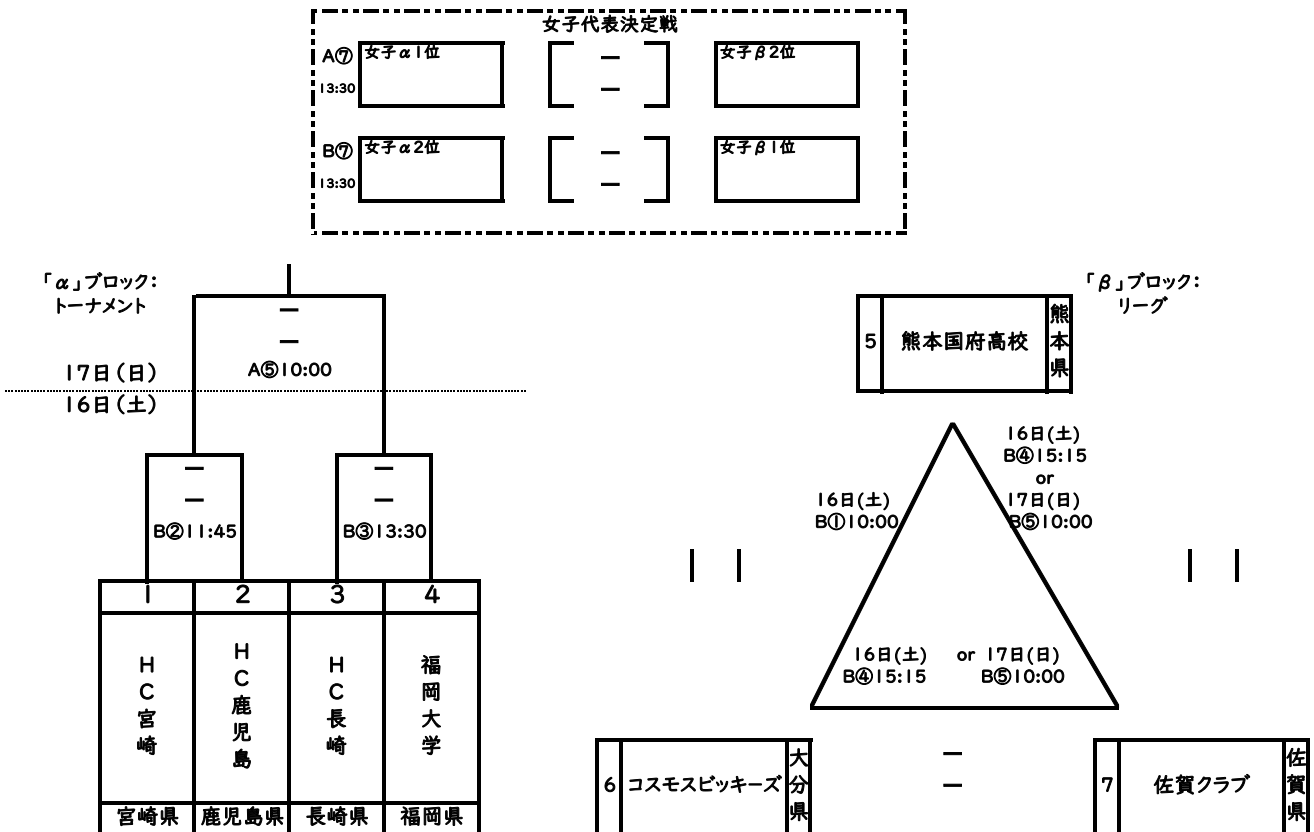 女子代表決定戦
A⑦ 女子α1位 ー 女子β2位
13:30 ー
B⑦ 女子α2位 ー 女子β1位
13:30 ー
「α」ブロック:
トーナメント
ー
ー
A⑤10:00
17日(日)
16日(土)
ー ー
ー ー
B②11:45 B③13:30
1 2 3 4
HC宮崎
HC鹿児島
HC長崎
福岡大学
宮崎県 鹿児島県 長崎県 福岡県
「β」ブロック:
リーグ
5 熊本国府高校 熊本県
16日(土)
B④15:15
or
17日(日)
B⑤10:00
16日(土)
B①10:00
16日(土) or 17日(日)
B④15:15 B⑤10:00
ー
ー
6 コスモスビッキーズ 大分県
7 佐賀クラブ 佐賀県